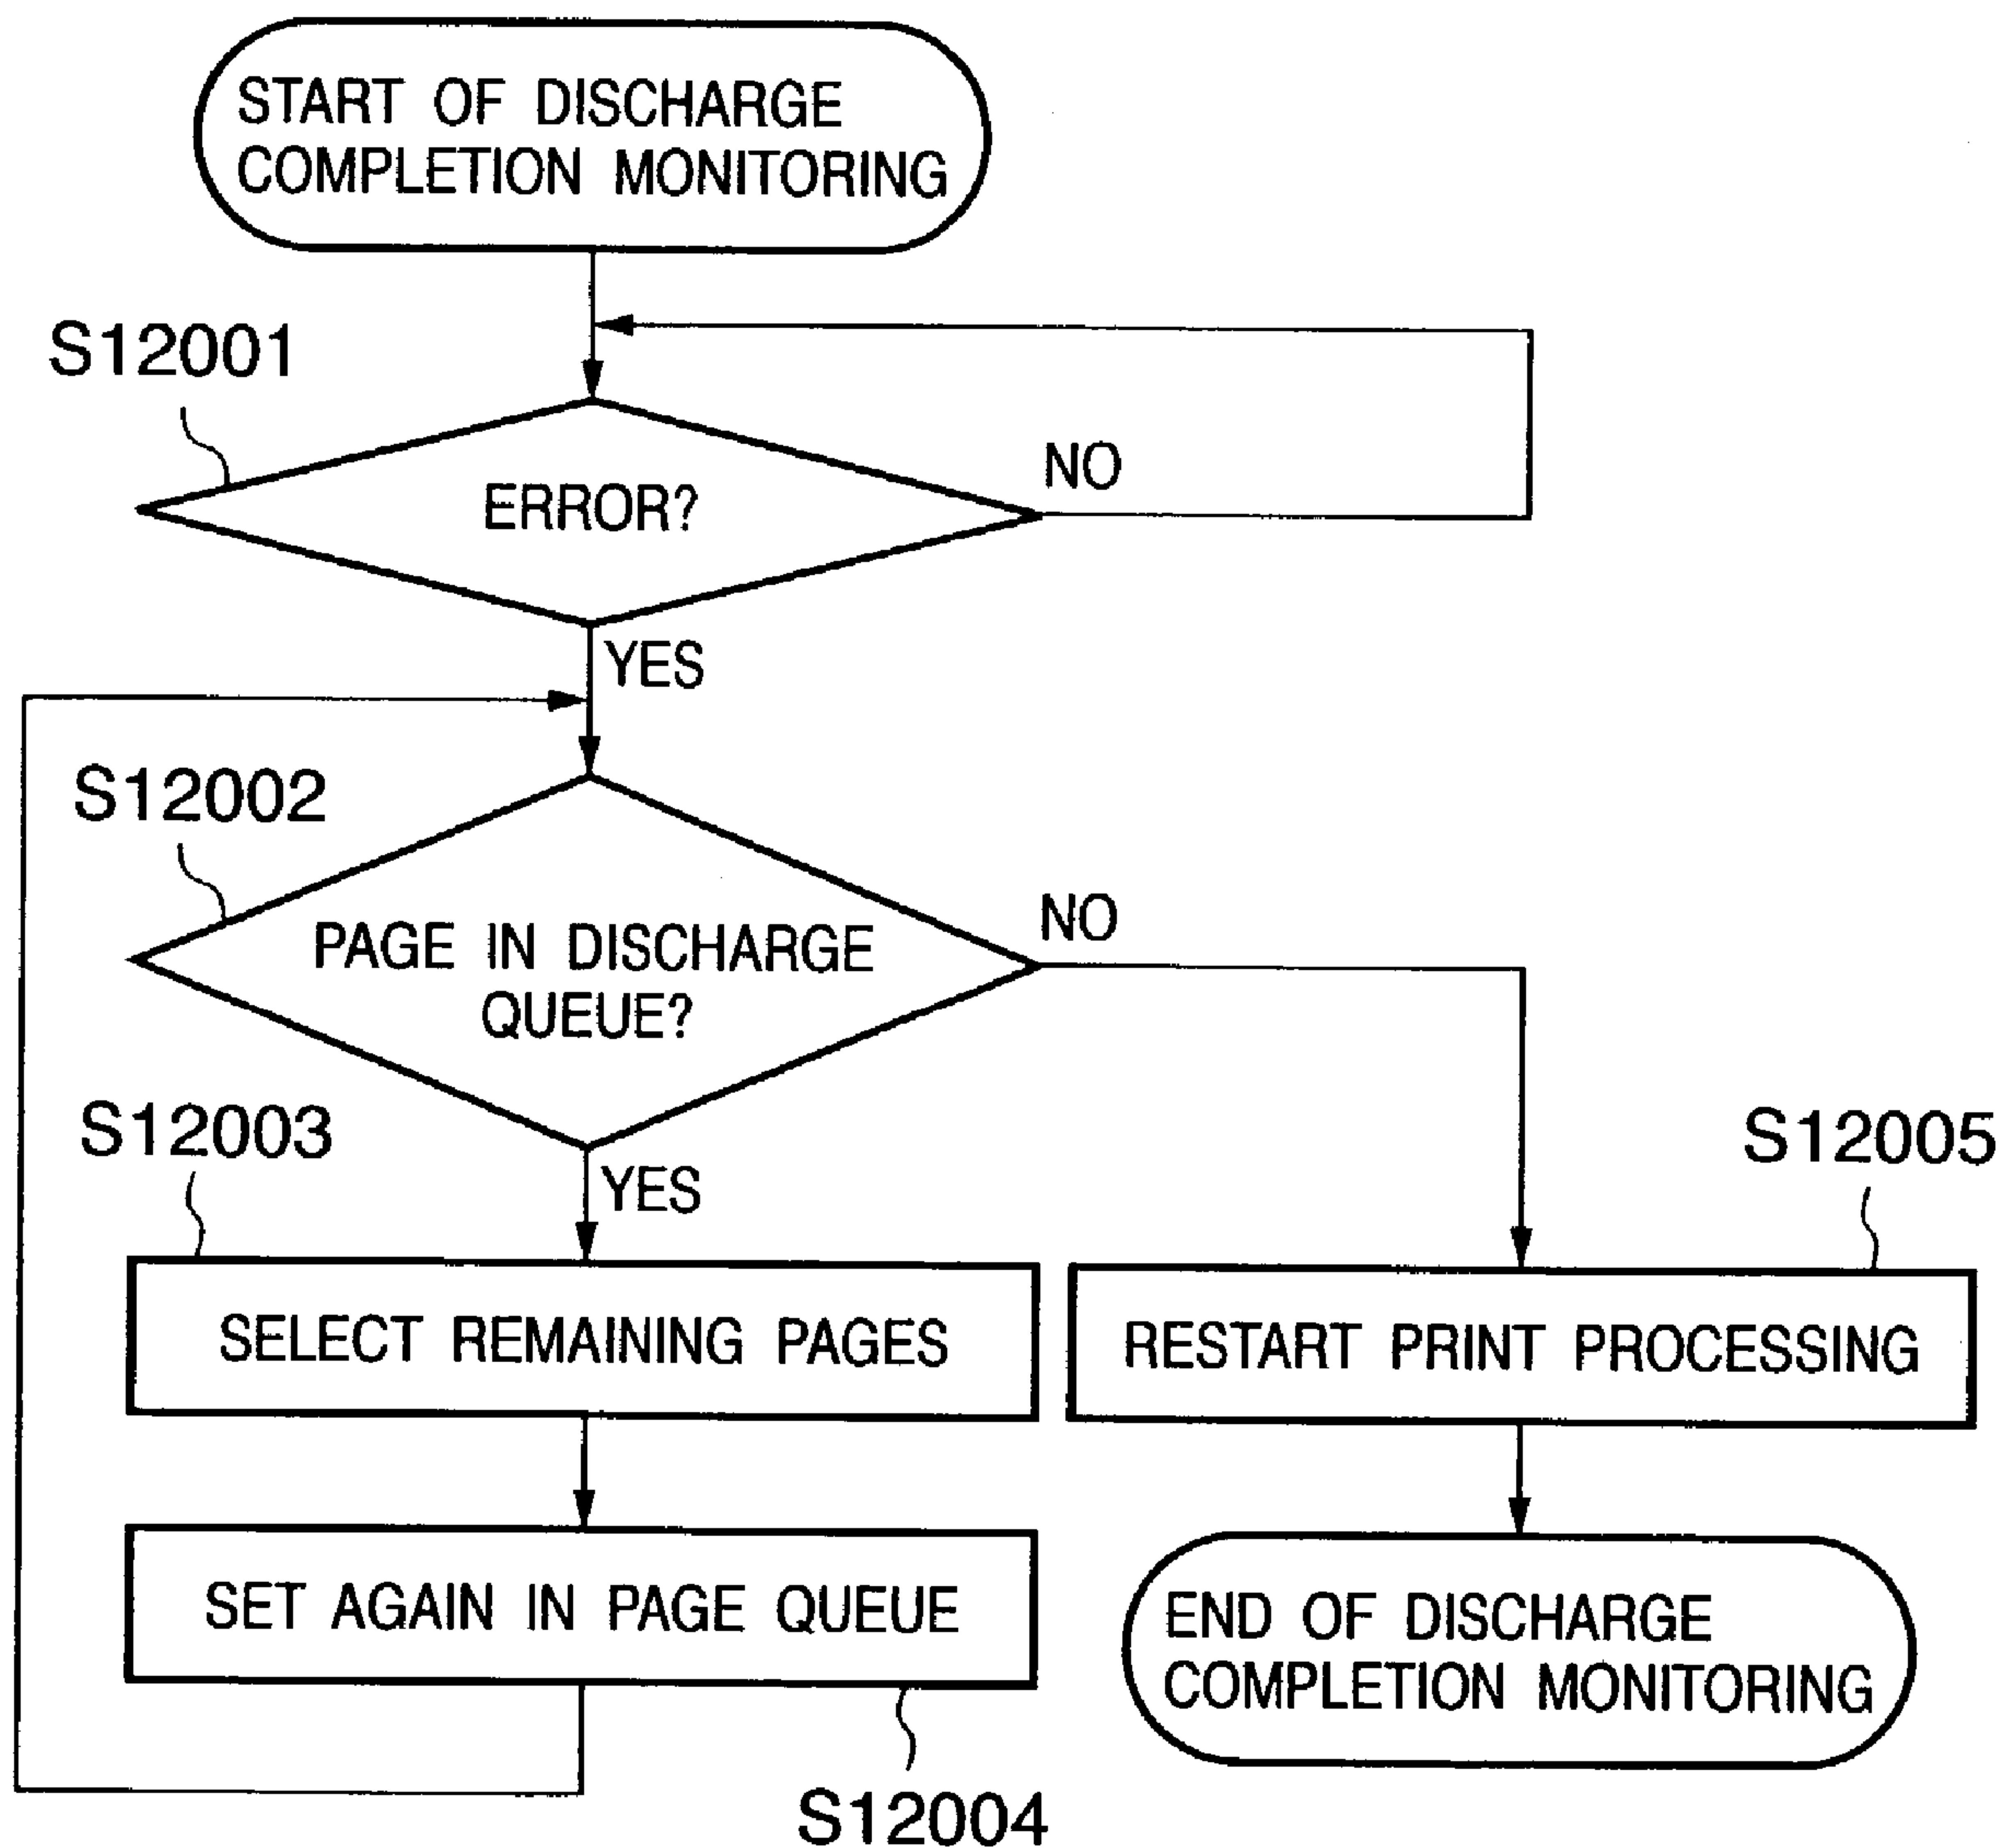 START OF DISCHARGE
COMPLETION MONITORING
S12001
ERROR?
NO
YES
S12002
PAGE IN DISCHARGE
QUEUE?
NO
YES
S12003
SELECT REMAINING PAGES
S12005
RESTART PRINT PROCESSING
SET AGAIN IN PAGE QUEUE
S12004
END OF DISCHARGE
COMPLETION MONITORING